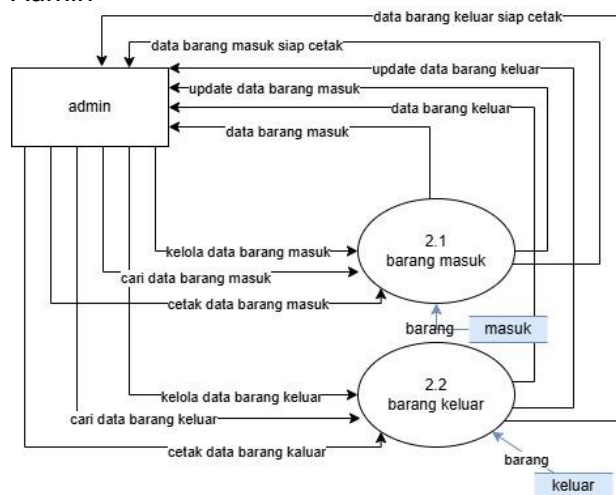 data barang keluar siap cetak
data barang masuk siap cetak
update data barang keluar
admin
update data barang masuk
data barang keluar
data barang masuk
2.1
barang masuk
kelola data barang masuk
cari data barang masuk
cetak data barang masuk
barang
masuk
2.2
barang keluar
kelola data barang keluar
cari data barang keluar
cetak data barang kaluar
barang
keluar